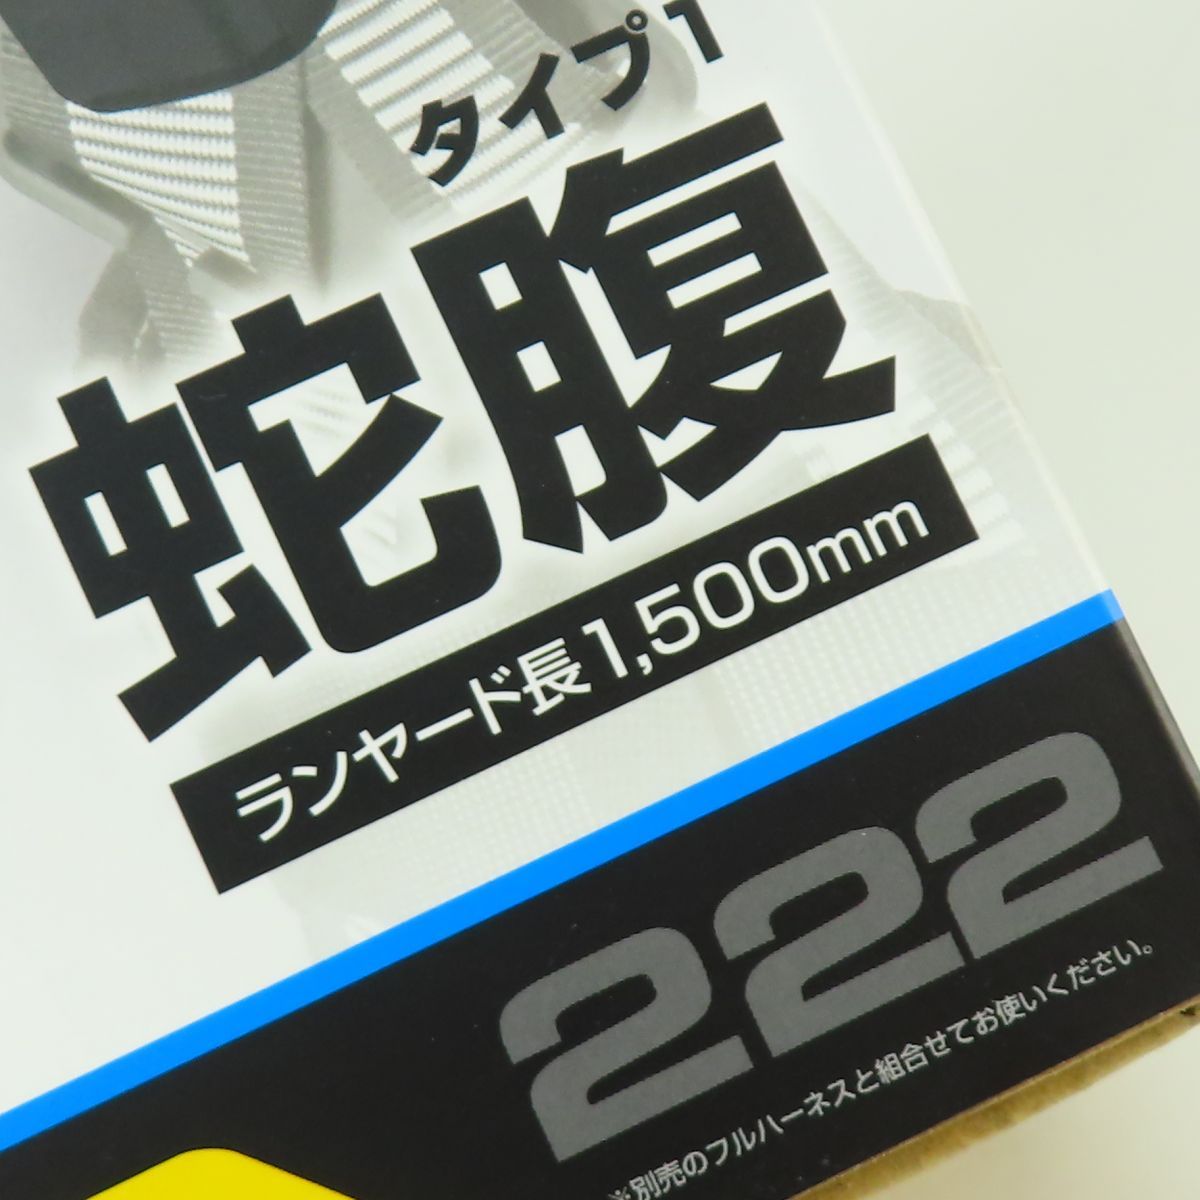 タイプ1
蛇腹
ランヤード長1,500mm
222
※別売のフルハーネスと組合せてお使いください。